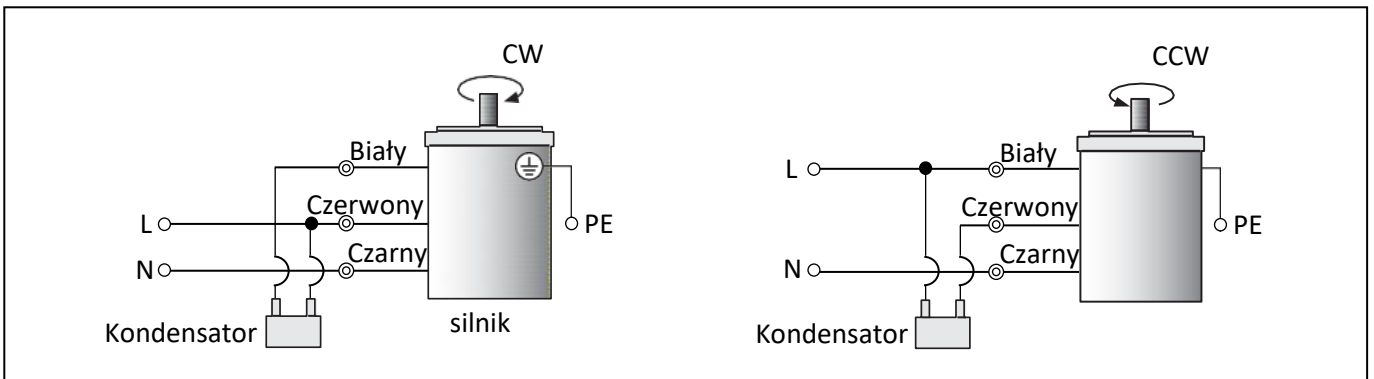 CW
Biały
Czerwony
L
PE
Czarny
N
Kondensator
silnik
CCW
Biały
L
Czerwony
PE
Czarny
N
Kondensator